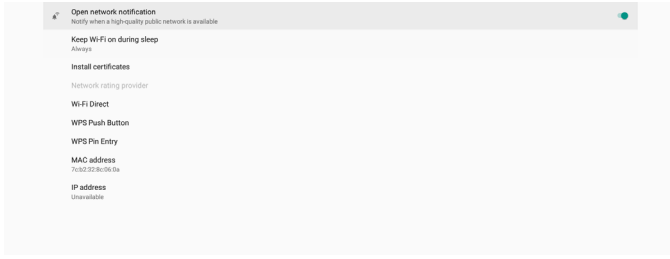 Open network notification
Notify when a high-quality public network is available
Keep Wi-Fi on during sleep
Always
Install certificates
Network rating provider
Wi-Fi Direct
WPS Push Button
WPS Pin Entry
MAC address
7c:b2:32:8c:06:0a
IP address
Unavailable